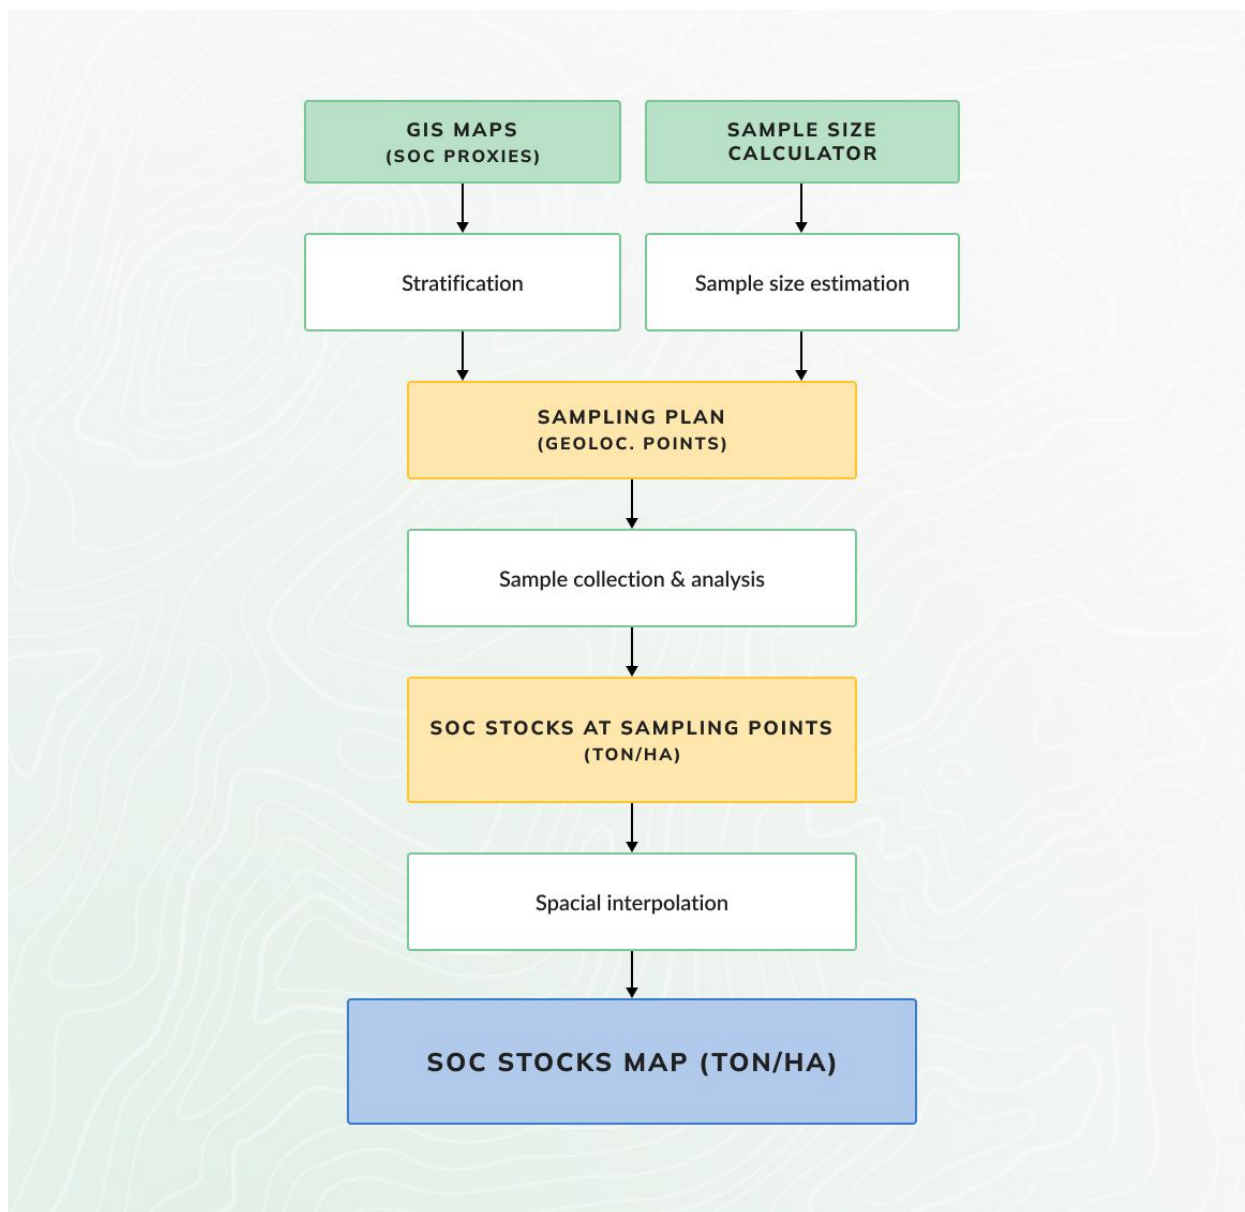 GIS MAPS
(SOC PROXIES)
SAMPLE SIZE
CALCULATOR
Stratification
Sample size estimation
SAMPLING PLAN
(GEOLOC. POINTS)
Sample collection & analysis
SOC STOCKS AT SAMPLING POINTS
(TON/HA)
Spacial interpolation
SOC STOCKS MAP (TON/HA)